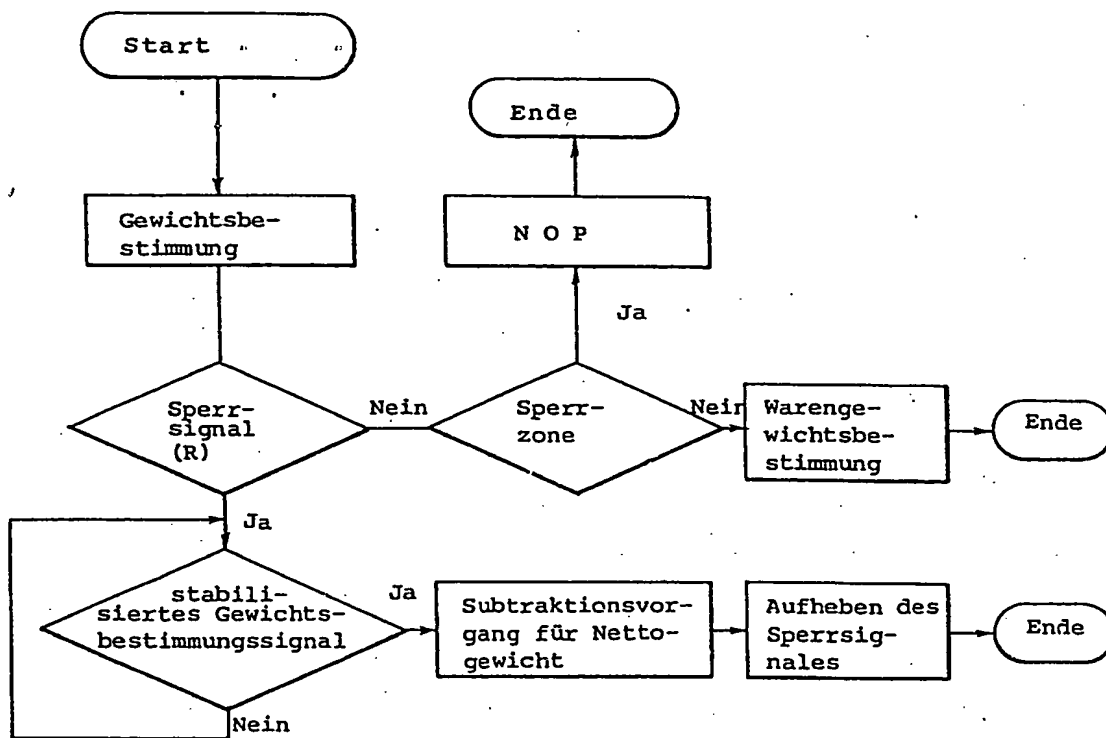 Start
Ende
Gewichtsbe-
stimmung
N O P
Ja
Sperr-
signal
(R)
Nein
Sperr-
zone
Nein
Warenge-
wichtsbe-
stimmung
Ende
Ja
stabili-
siertes Gewichts-
bestimmungssignal
Ja
Subtraktionsvor-
gang für Netto-
gewicht
Aufheben des
Sperrsig-
nales
Ende
Nein